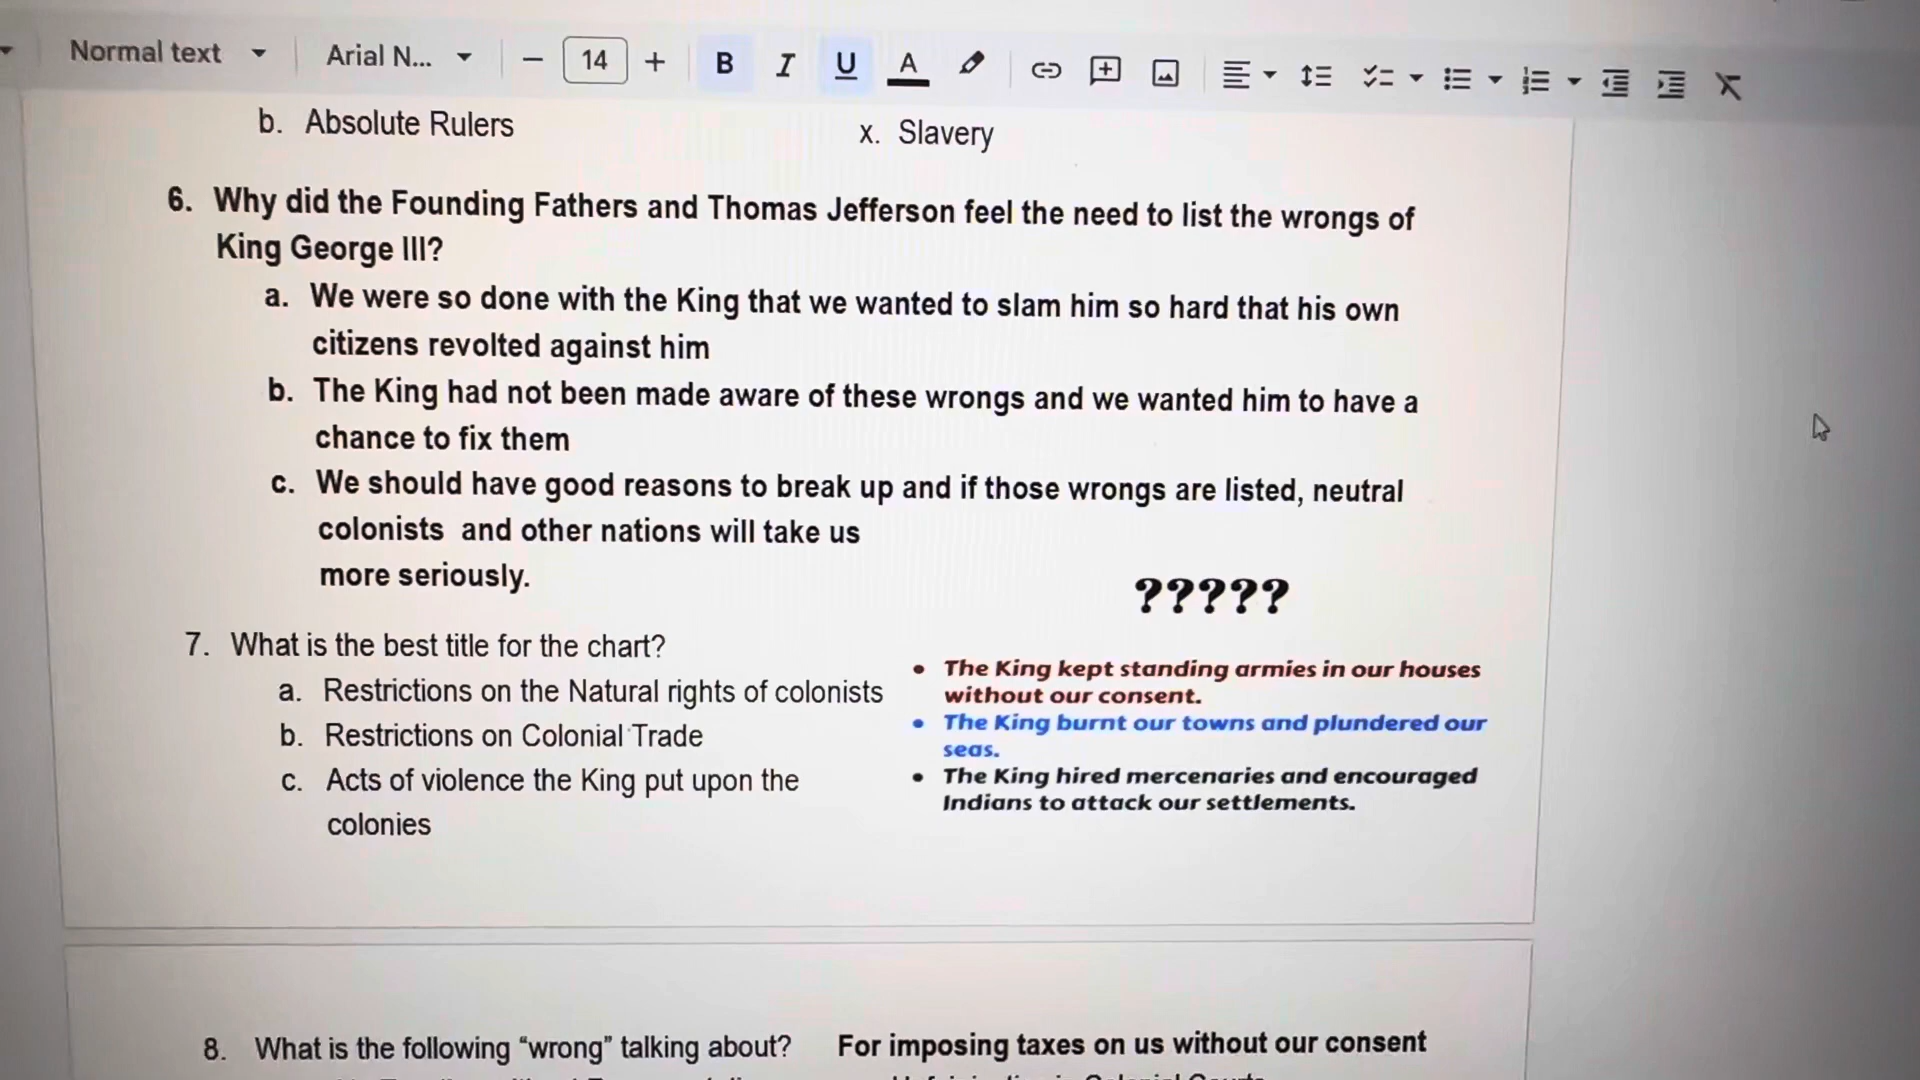 Normal text
Arial N...
14
B I U A
b. Absolute Rulers
x. Slavery
6. Why did the Founding Fathers and Thomas Jefferson feel the need to list the wrongs of
King George III?
a. We were so done with the King that we wanted to slam him so hard that his own
citizens revolted against him
b. The King had not been made aware of these wrongs and we wanted him to have a
chance to fix them
c. We should have good reasons to break up and if those wrongs are listed, neutral
colonists and other nations will take us
more seriously.
7. What is the best title for the chart?
a. Restrictions on the Natural rights of colonists
b. Restrictions on Colonial Trade
c. Acts of violence the King put upon the
colonies
?????
• The King kept standing armies in our houses
without our consent.
• The King burnt our towns and plundered our
seas.
• The King hired mercenaries and encouraged
Indians to attack our settlements.
8. What is the following “wrong” talking about? For imposing taxes on us without our consent